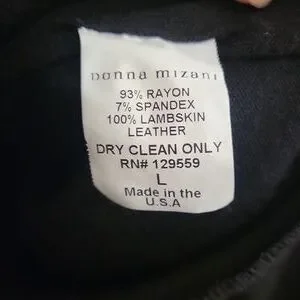 Donna mizani
93% RAYON
7% SPANDEX
100% LAMBSKIN
LEATHER
DRY CLEAN ONLY
RN# 129559
L
Made in the
U.S.A